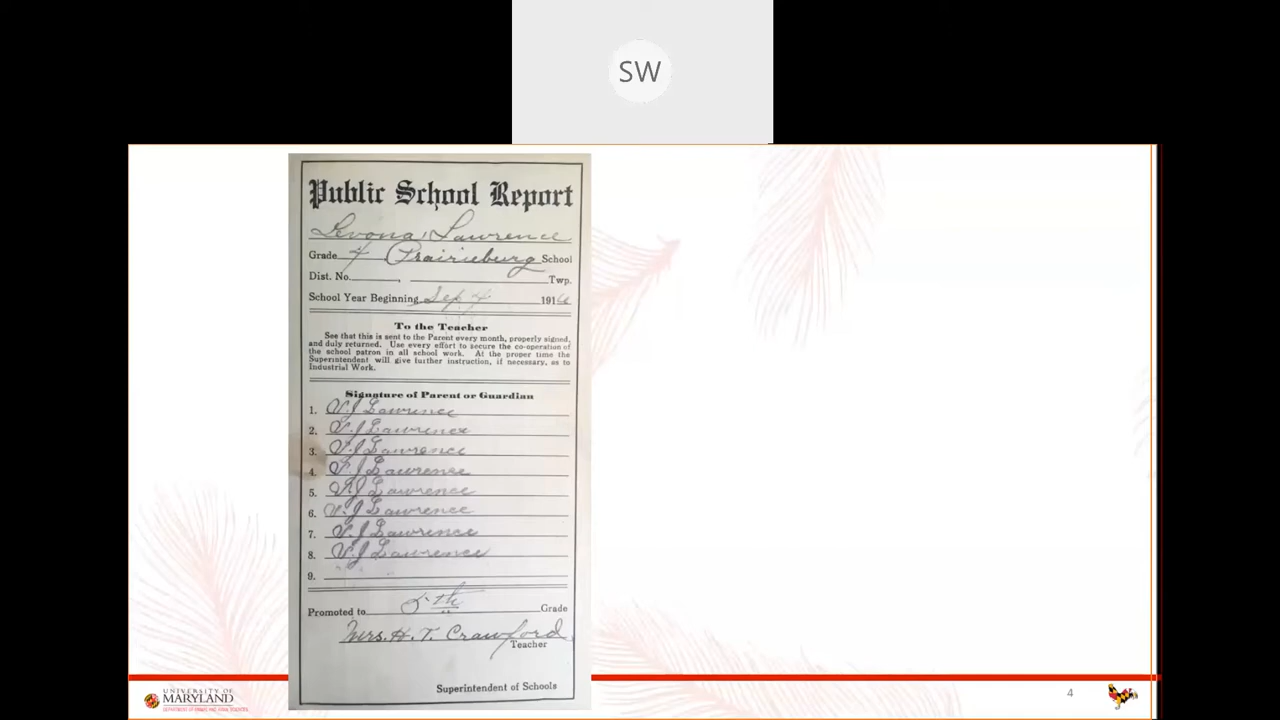 SW
Public School Report
Levona Lawrence
Grade 4 Prairieburg School
Dist. No. Twp.
School Year Beginning Sep 4 1916
To the Teacher
See that this is sent to the Parent every month, properly signed,
and duly returned. Use every effort to secure the co-operation of
the school patron in all school work. At the proper time the
Superintendent will give further instruction, if necessary, as to
Industrial Work.
Signature of Parent or Guardian
1. V.J Lawrence
2. V.J Lawrence
3. V.J Lawrence
4. V.J Lawrence
5. V.J Lawrence
6. V.J Lawrence
7. V.J Lawrence
8. V.J Lawrence
9.
Promoted to 5th Grade
Mrs. H. T. Crawford
Teacher
Superintendent of Schools
UNIVERSITY OF
MARYLAND
4